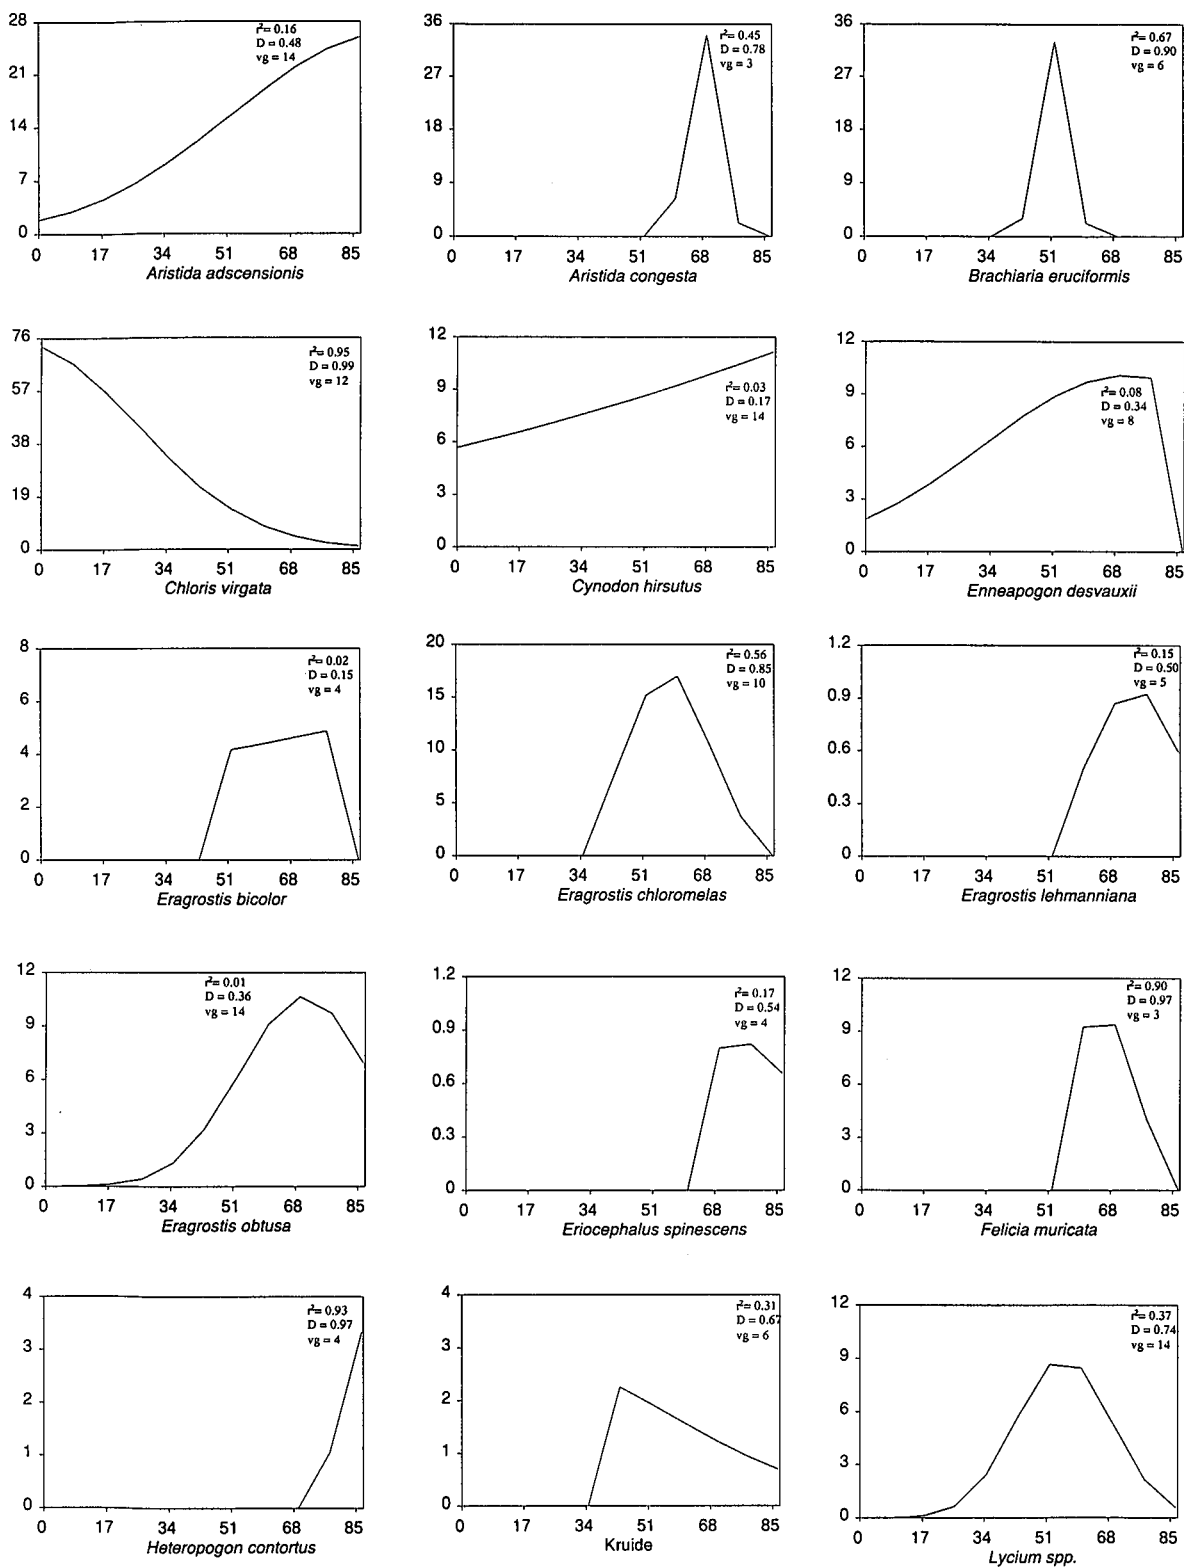 28
21
14
7
0
r²= 0.16
D = 0.48
vg = 14
0 17 34 51 68 85
Aristida adscensionis
36
27
18
9
0
r²= 0.45
D = 0.78
vg = 3
0 17 34 51 68 85
Aristida congesta
36
27
18
9
0
r²= 0.67
D = 0.90
vg = 6
0 17 34 51 68 85
Brachiaria eruciformis
76
57
38
19
0
r²= 0.95
D = 0.99
vg = 12
0 17 34 51 68 85
Chloris virgata
12
9
6
3
0
r²= 0.03
D = 0.17
vg = 14
0 17 34 51 68 85
Cynodon hirsutus
12
9
6
3
0
r²= 0.08
D = 0.34
vg = 8
0 17 34 51 68 85
Enneapogon desvauxii
8
6
4
2
0
r²= 0.02
D = 0.15
vg = 4
0 17 34 51 68 85
Eragrostis bicolor
20
15
10
5
0
r²= 0.56
D = 0.85
vg = 10
0 17 34 51 68 85
Eragrostis chloromelas
1.2
0.9
0.6
0.3
0
r²= 0.15
D = 0.50
vg = 5
0 17 34 51 68 85
Eragrostis lehmanniana
12
9
6
3
0
r²= 0.01
D = 0.36
vg = 14
0 17 34 51 68 85
Eragrostis obtusa
1.2
0.9
0.6
0.3
0
r²= 0.17
D = 0.54
vg = 4
0 17 34 51 68 85
Eriocephalus spinescens
12
9
6
3
0
r²= 0.90
D = 0.97
vg = 3
0 17 34 51 68 85
Felicia muricata
4
3
2
1
0
r²= 0.93
D = 0.97
vg = 4
0 17 34 51 68 85
Heteropogon contortus
4
3
2
1
0
r²= 0.31
D = 0.67
vg = 6
0 17 34 51 68 85
Kruide
12
9
6
3
0
r²= 0.37
D = 0.74
vg = 14
0 17 34 51 68 85
Lycium spp.